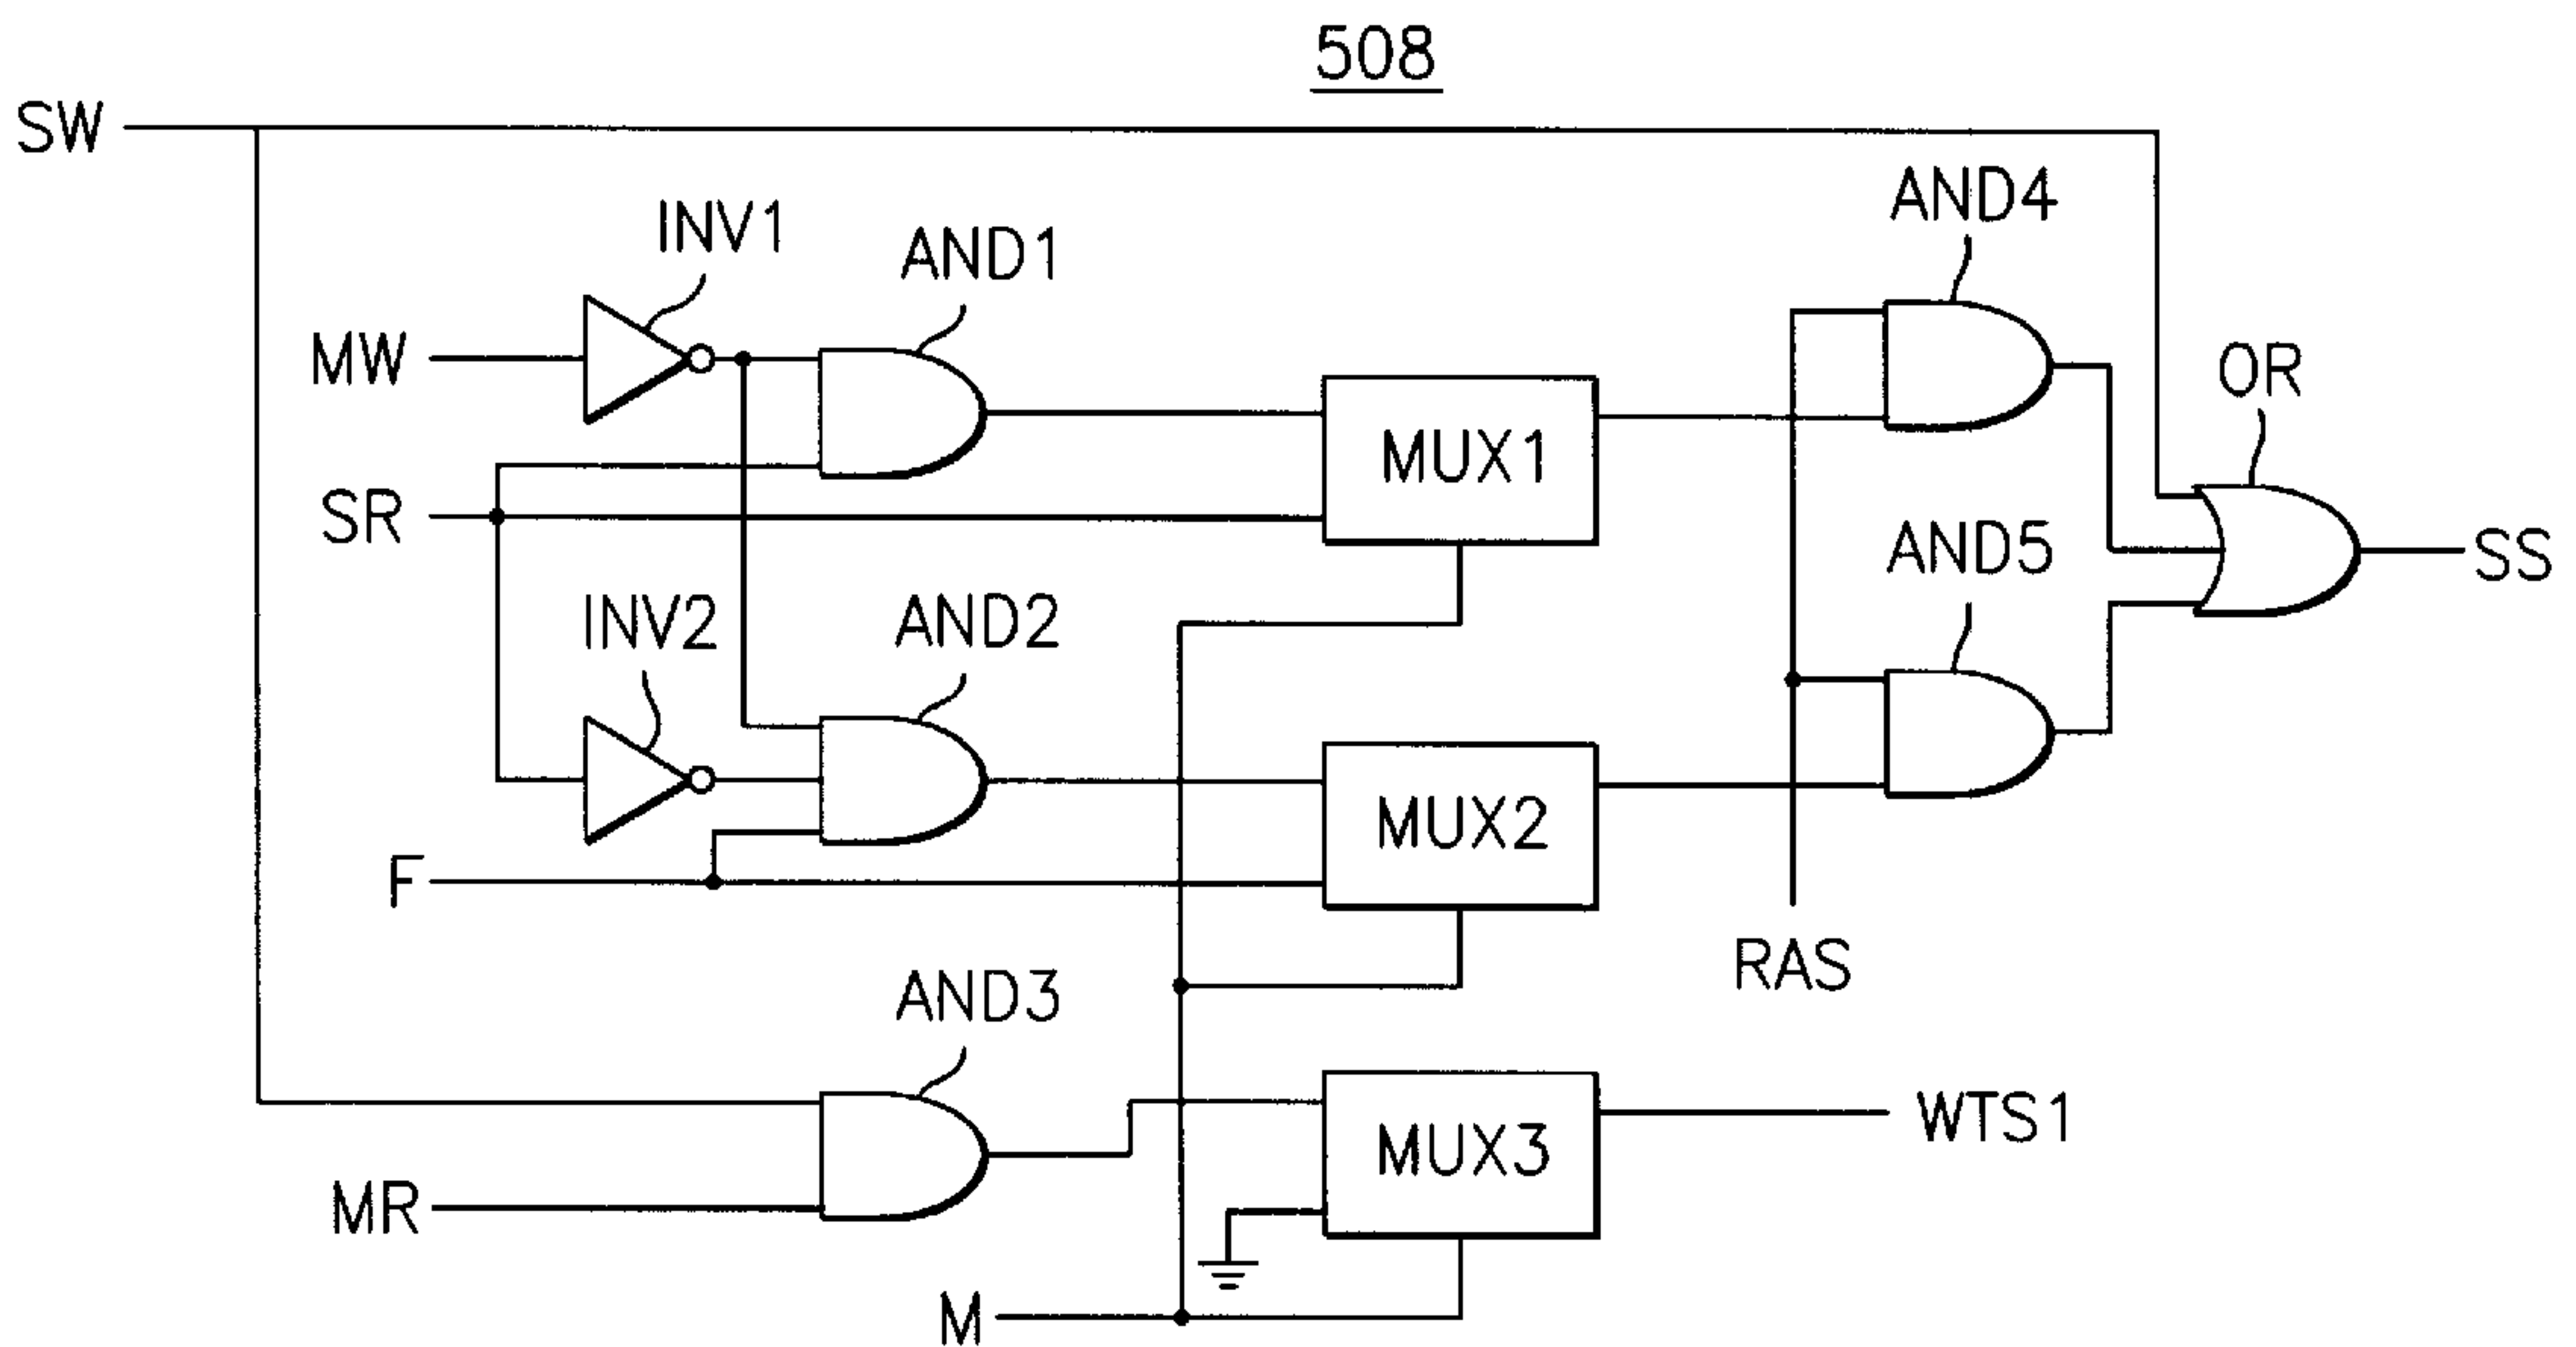 508
SW
AND4
INV1
AND1
MW
OR
MUX1
SR
AND5
SS
INV2
AND2
MUX2
F
RAS
AND3
MUX3
WTS1
MR
M